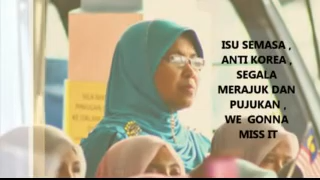 ISU SEMASA ,
ANTI KOREA ,
SEGALA
MERAJUK DAN
PUJUKAN ,
WE GONNA
MISS IT